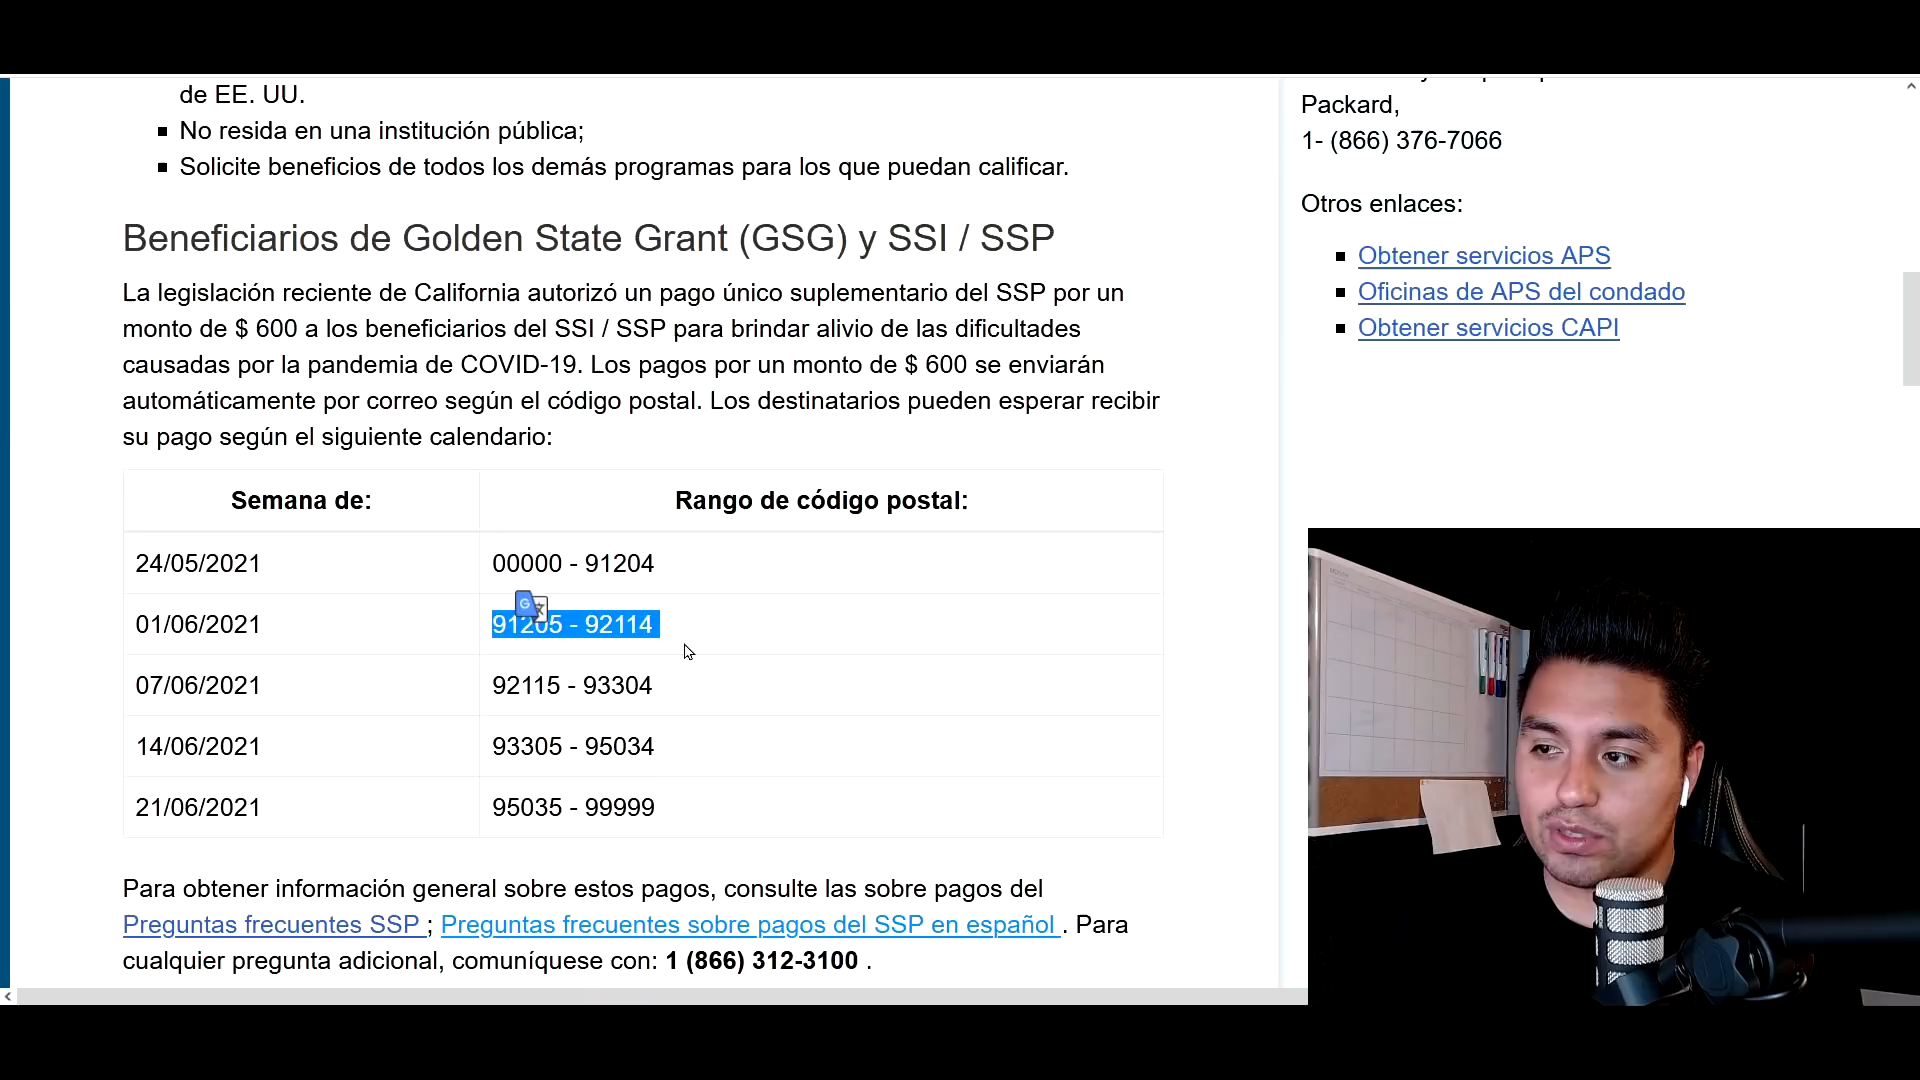 de EE. UU.
No resida en una institución pública;
Solicite beneficios de todos los demás programas para los que puedan calificar.
Beneficiarios de Golden State Grant (GSG) y SSI / SSP
La legislación reciente de California autorizó un pago único suplementario del SSP por un
monto de $ 600 a los beneficiarios del SSI / SSP para brindar alivio de las dificultades
causadas por la pandemia de COVID-19. Los pagos por un monto de $ 600 se enviarán
automáticamente por correo según el código postal. Los destinatarios pueden esperar recibir
su pago según el siguiente calendario:
Semana de: Rango de código postal:
24/05/2021 00000 - 91204
01/06/2021 91205 - 92114
07/06/2021 92115 - 93304
14/06/2021 93305 - 95034
21/06/2021 95035 - 99999
Para obtener información general sobre estos pagos, consulte las sobre pagos del
Preguntas frecuentes SSP ; Preguntas frecuentes sobre pagos del SSP en español . Para
cualquier pregunta adicional, comuníquese con: 1 (866) 312-3100 .
Packard,
1- (866) 376-7066
Otros enlaces:
Obtener servicios APS
Oficinas de APS del condado
Obtener servicios CAPI